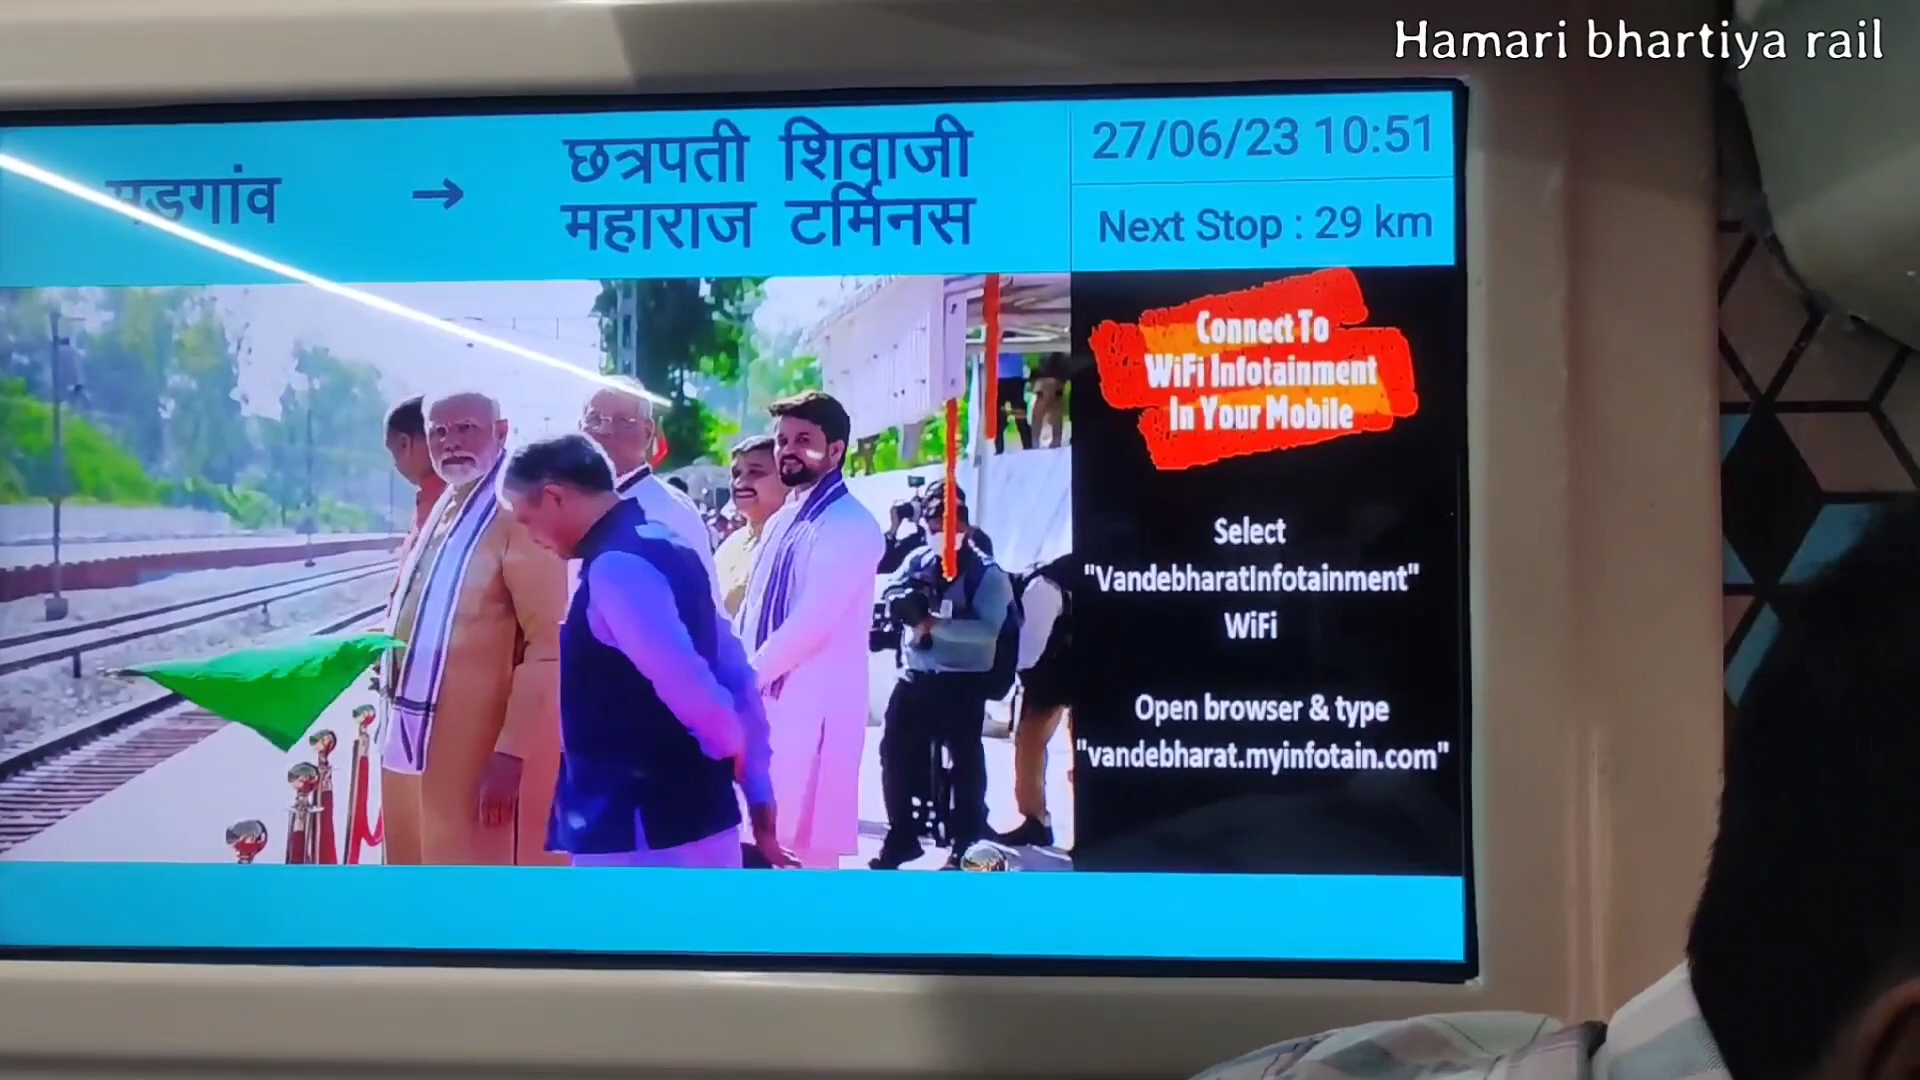 Hamari bhartiya rail
मडगांव → छत्रपती शिवाजी
महाराज टर्मिनस
27/06/23 10:51
Next Stop : 29 km
Connect To
WiFi Infotainment
In Your Mobile
Select
"VandebharatInfotainment"
WiFi
Open browser & type
"vandebharat.myinfotain.com"